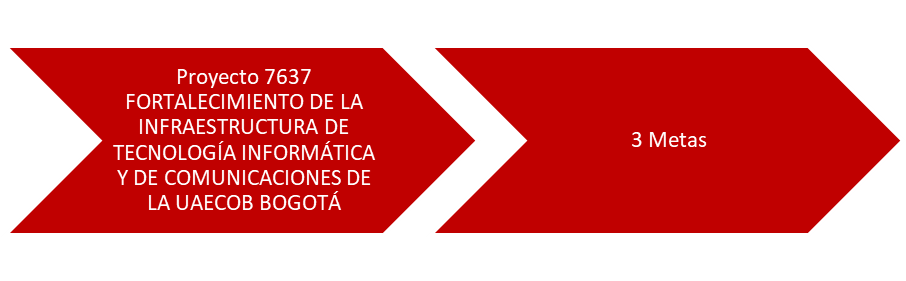 Proyecto 7637
FORTALECIMIENTO DE LA
INFRAESTRUCTURA DE
TECNOLOGÍA INFORMÁTICA
Y DE COMUNICACIONES DE
LA UAECOB BOGOTÁ
3 Metas